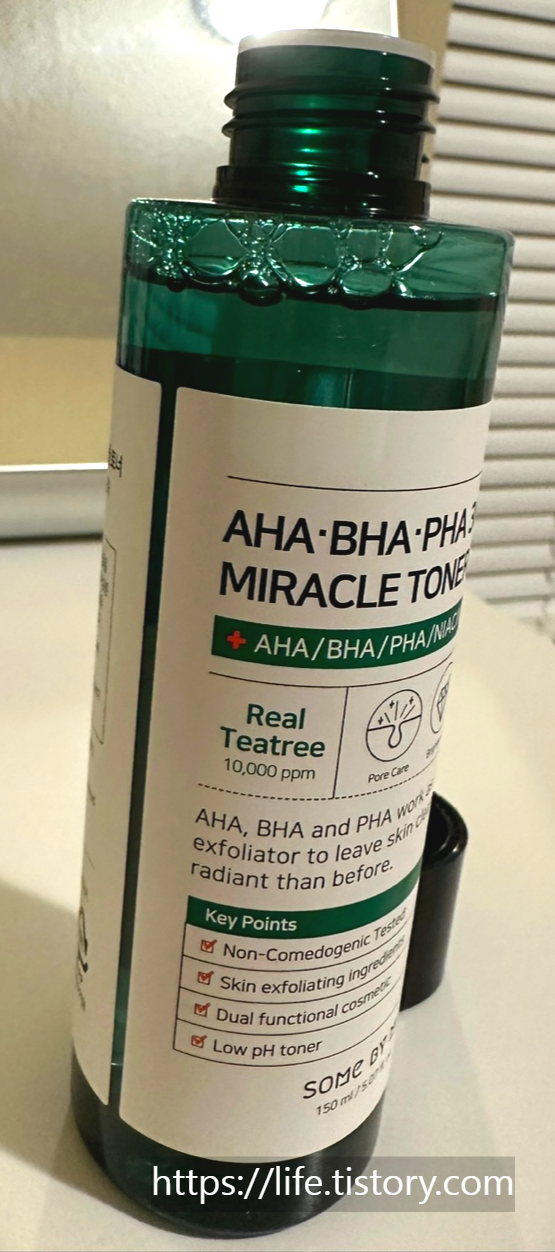 AHA·BHA·PHA
MIRACLE TONER
AHA/BHA/PHA/NIAC
Real
Teatree
10,000 ppm
Pore Care
AHA, BHA and PHA work
exfoliator to leave skin
radiant than before.
Key Points
Non-Comedogenic Tested
Skin exfoliating ingredients
Dual functional cosmetic
Low pH toner
SOME BY
150 ml /
https://life.tistory.com